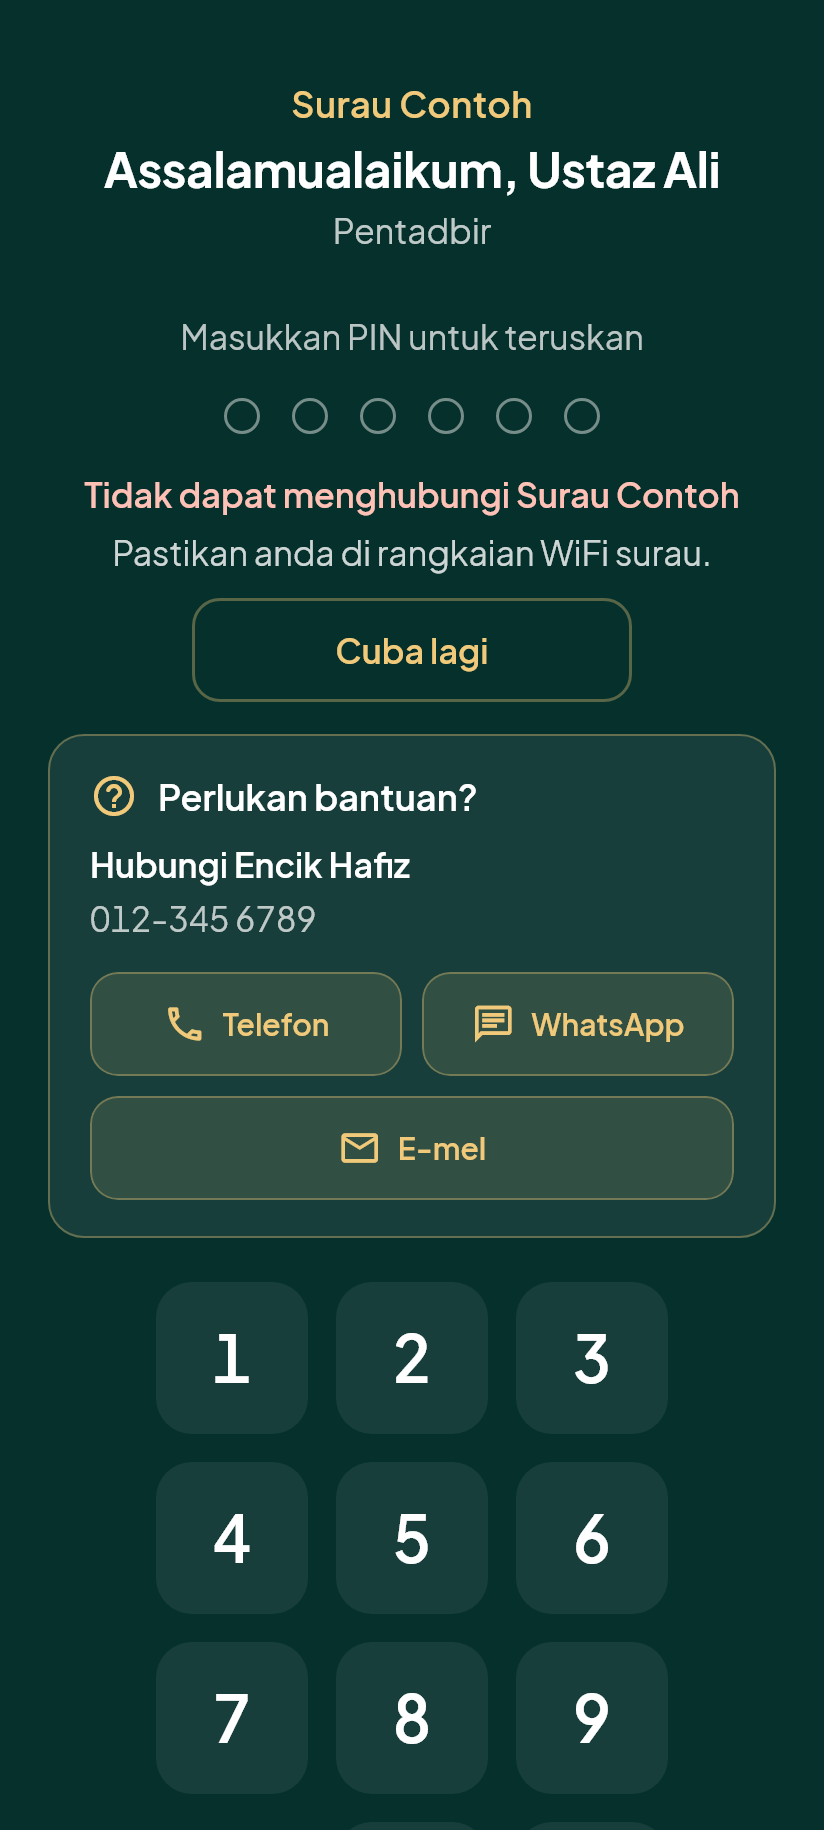 Surau Contoh
Assalamualaikum, Ustaz Ali
Pentadbir
Masukkan PIN untuk teruskan
Tidak dapat menghubungi Surau Contoh
Pastikan anda di rangkaian WiFi surau.
Cuba lagi
Perlukan bantuan?
Hubungi Encik Hafiz
012-345 6789
Telefon WhatsApp
E-mel
1 2 3
4 5 6
7 8 9